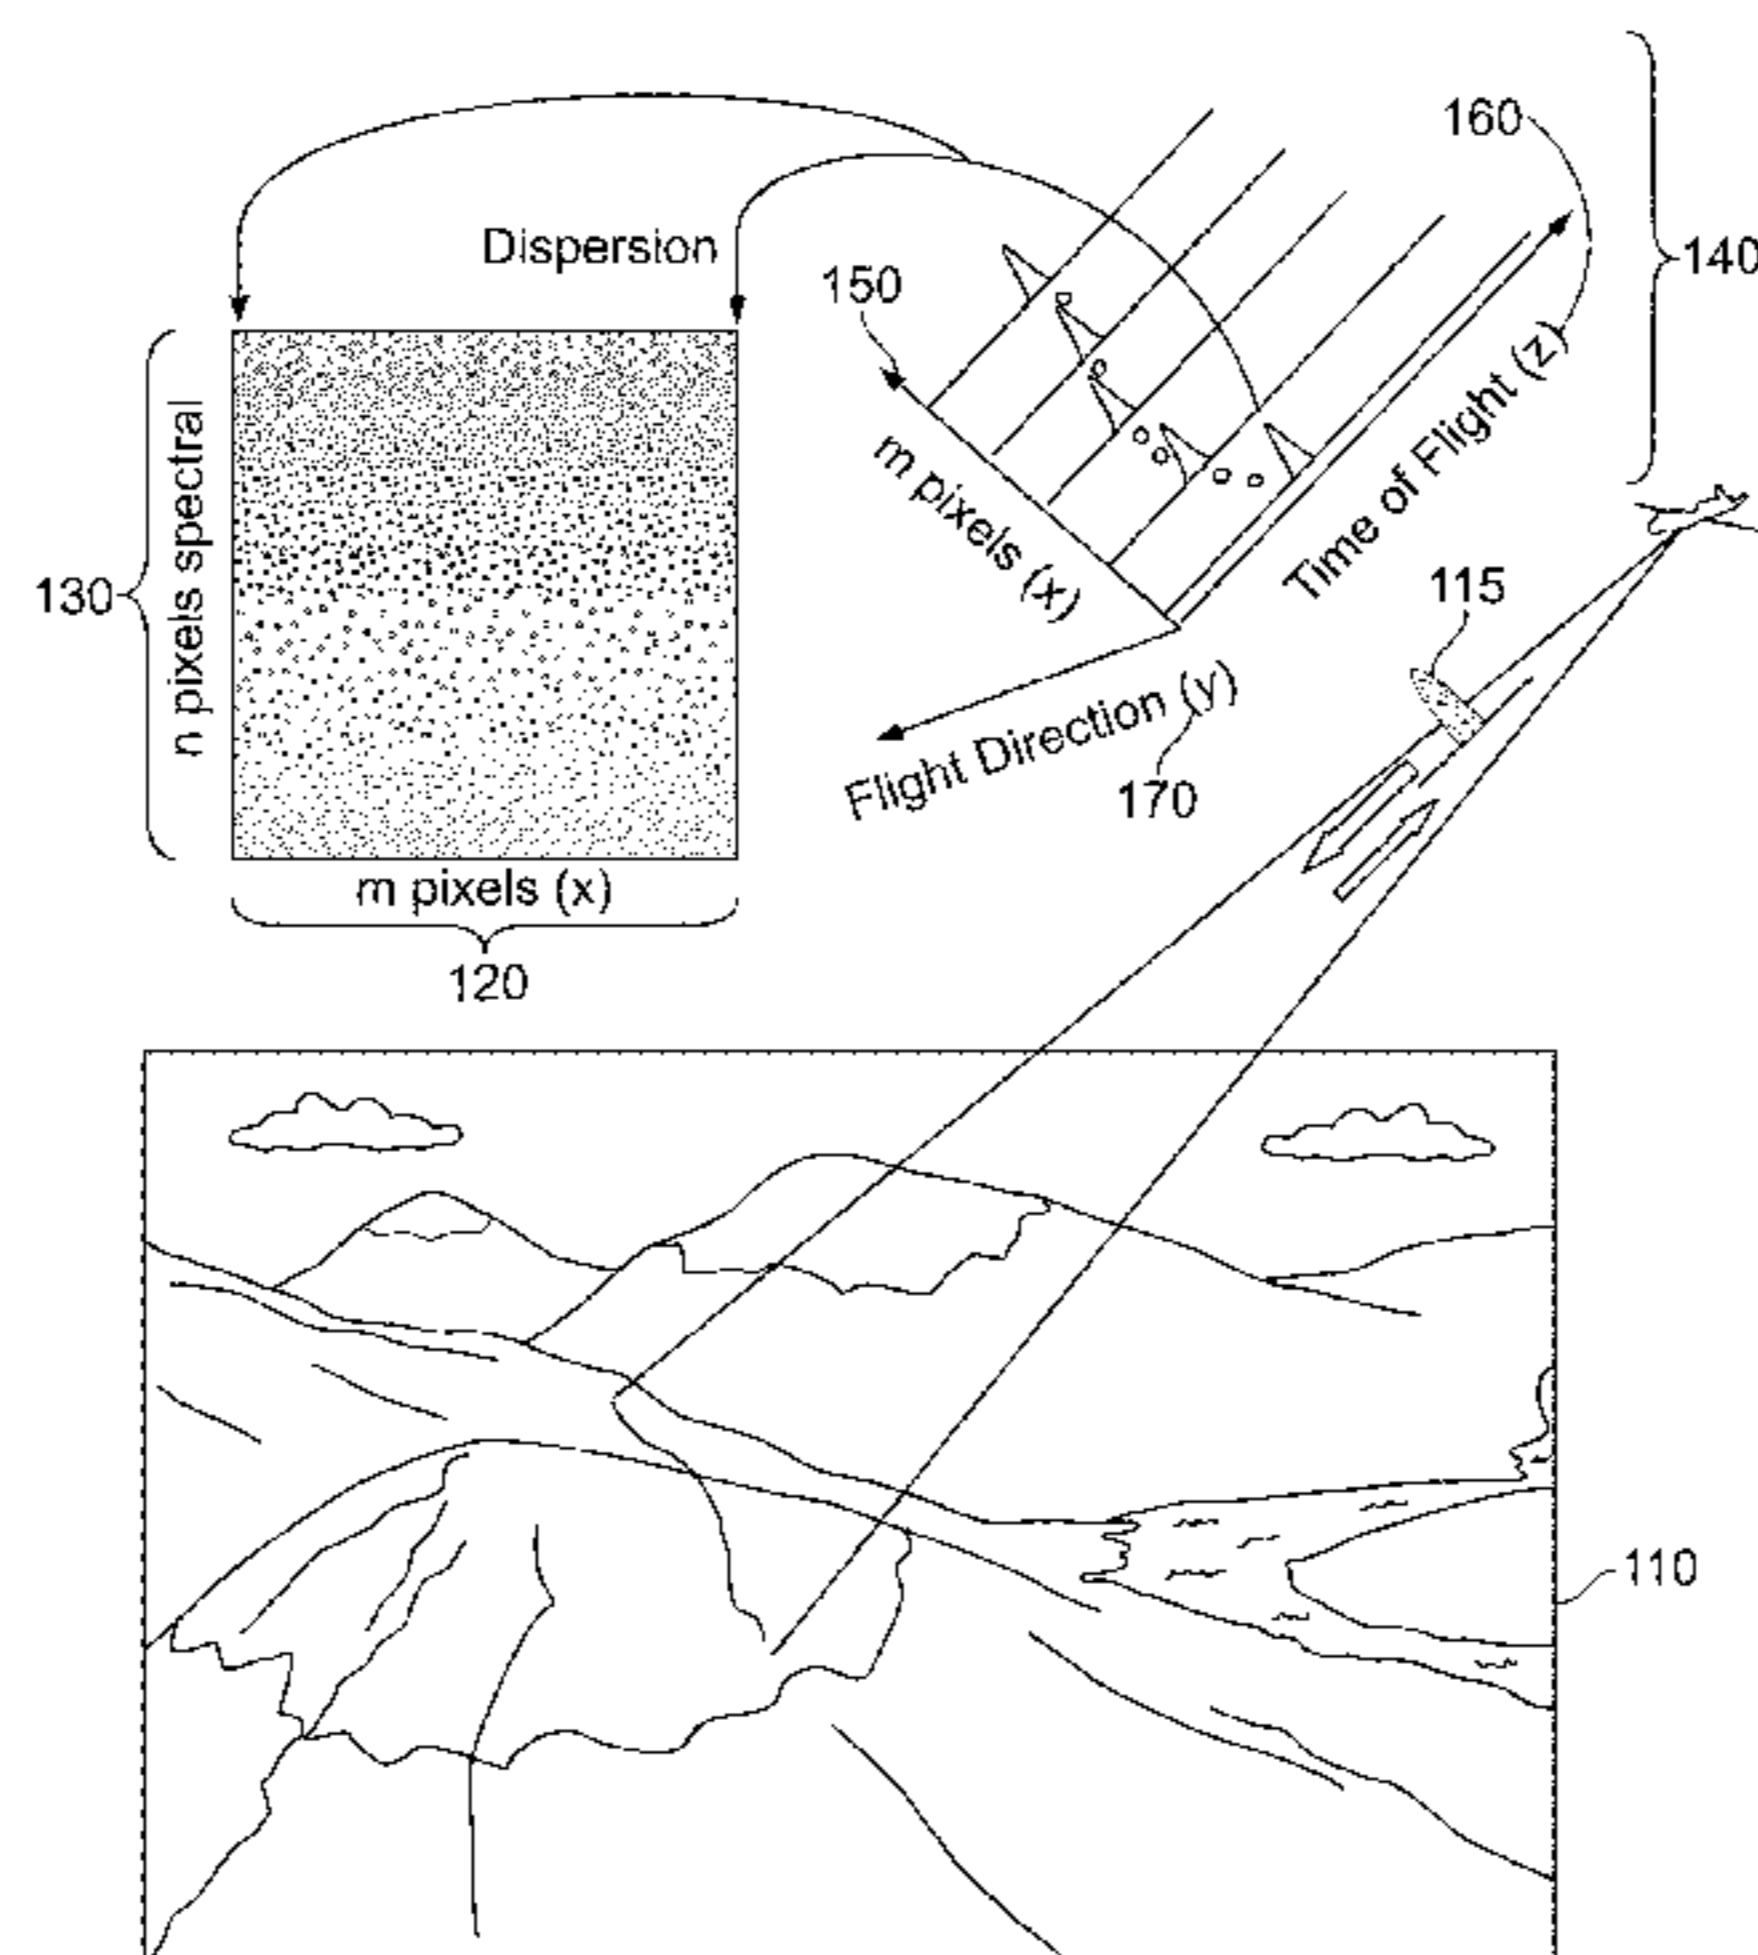 160
140
Dispersion
150
m pixels (x)
Time of Flight (z)
115
130
n pixels spectral
Flight Direction (y)
170
m pixels (x)
120
110